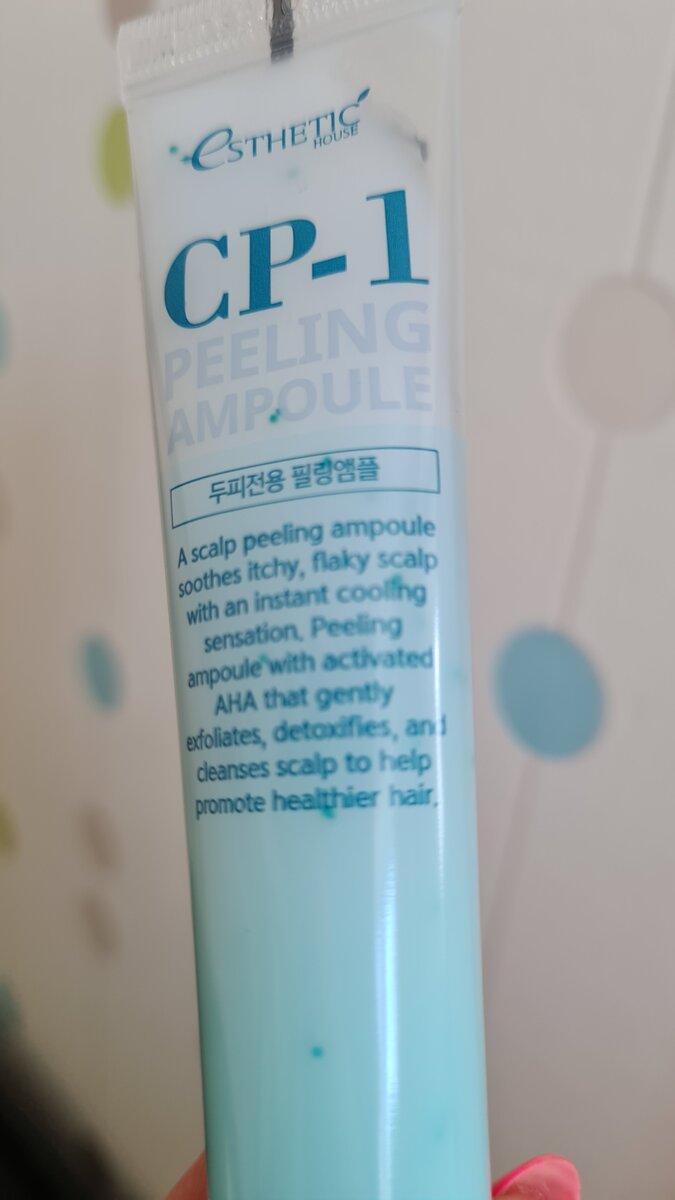 eSTHETIC
HOUSE
CP-1
PEELING
AMPOULE
두피전용 필링앰플
A scalp peeling ampoule
soothes itchy, flaky scalp
with an instant cooling
sensation. Peeling
ampoule with activated
AHA that gently
exfoliates, detoxifies, and
cleanses scalp to help
promote healthier hair.